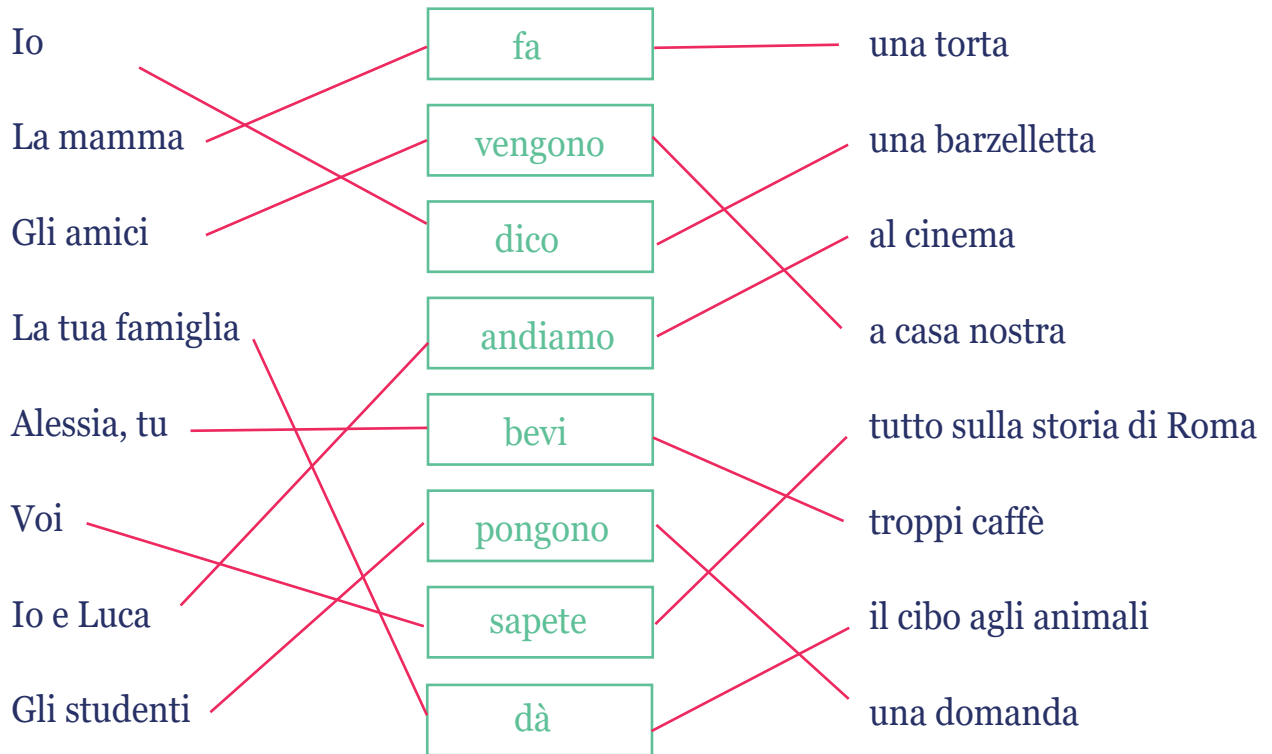 Io fa una torta
La mamma vengono una barzelletta
Gli amici dico al cinema
La tua famiglia andiamo a casa nostra
Alessia, tu bevi tutto sulla storia di Roma
Voi pongono troppi caffè
Io e Luca sapete il cibo agli animali
Gli studenti dà una domanda